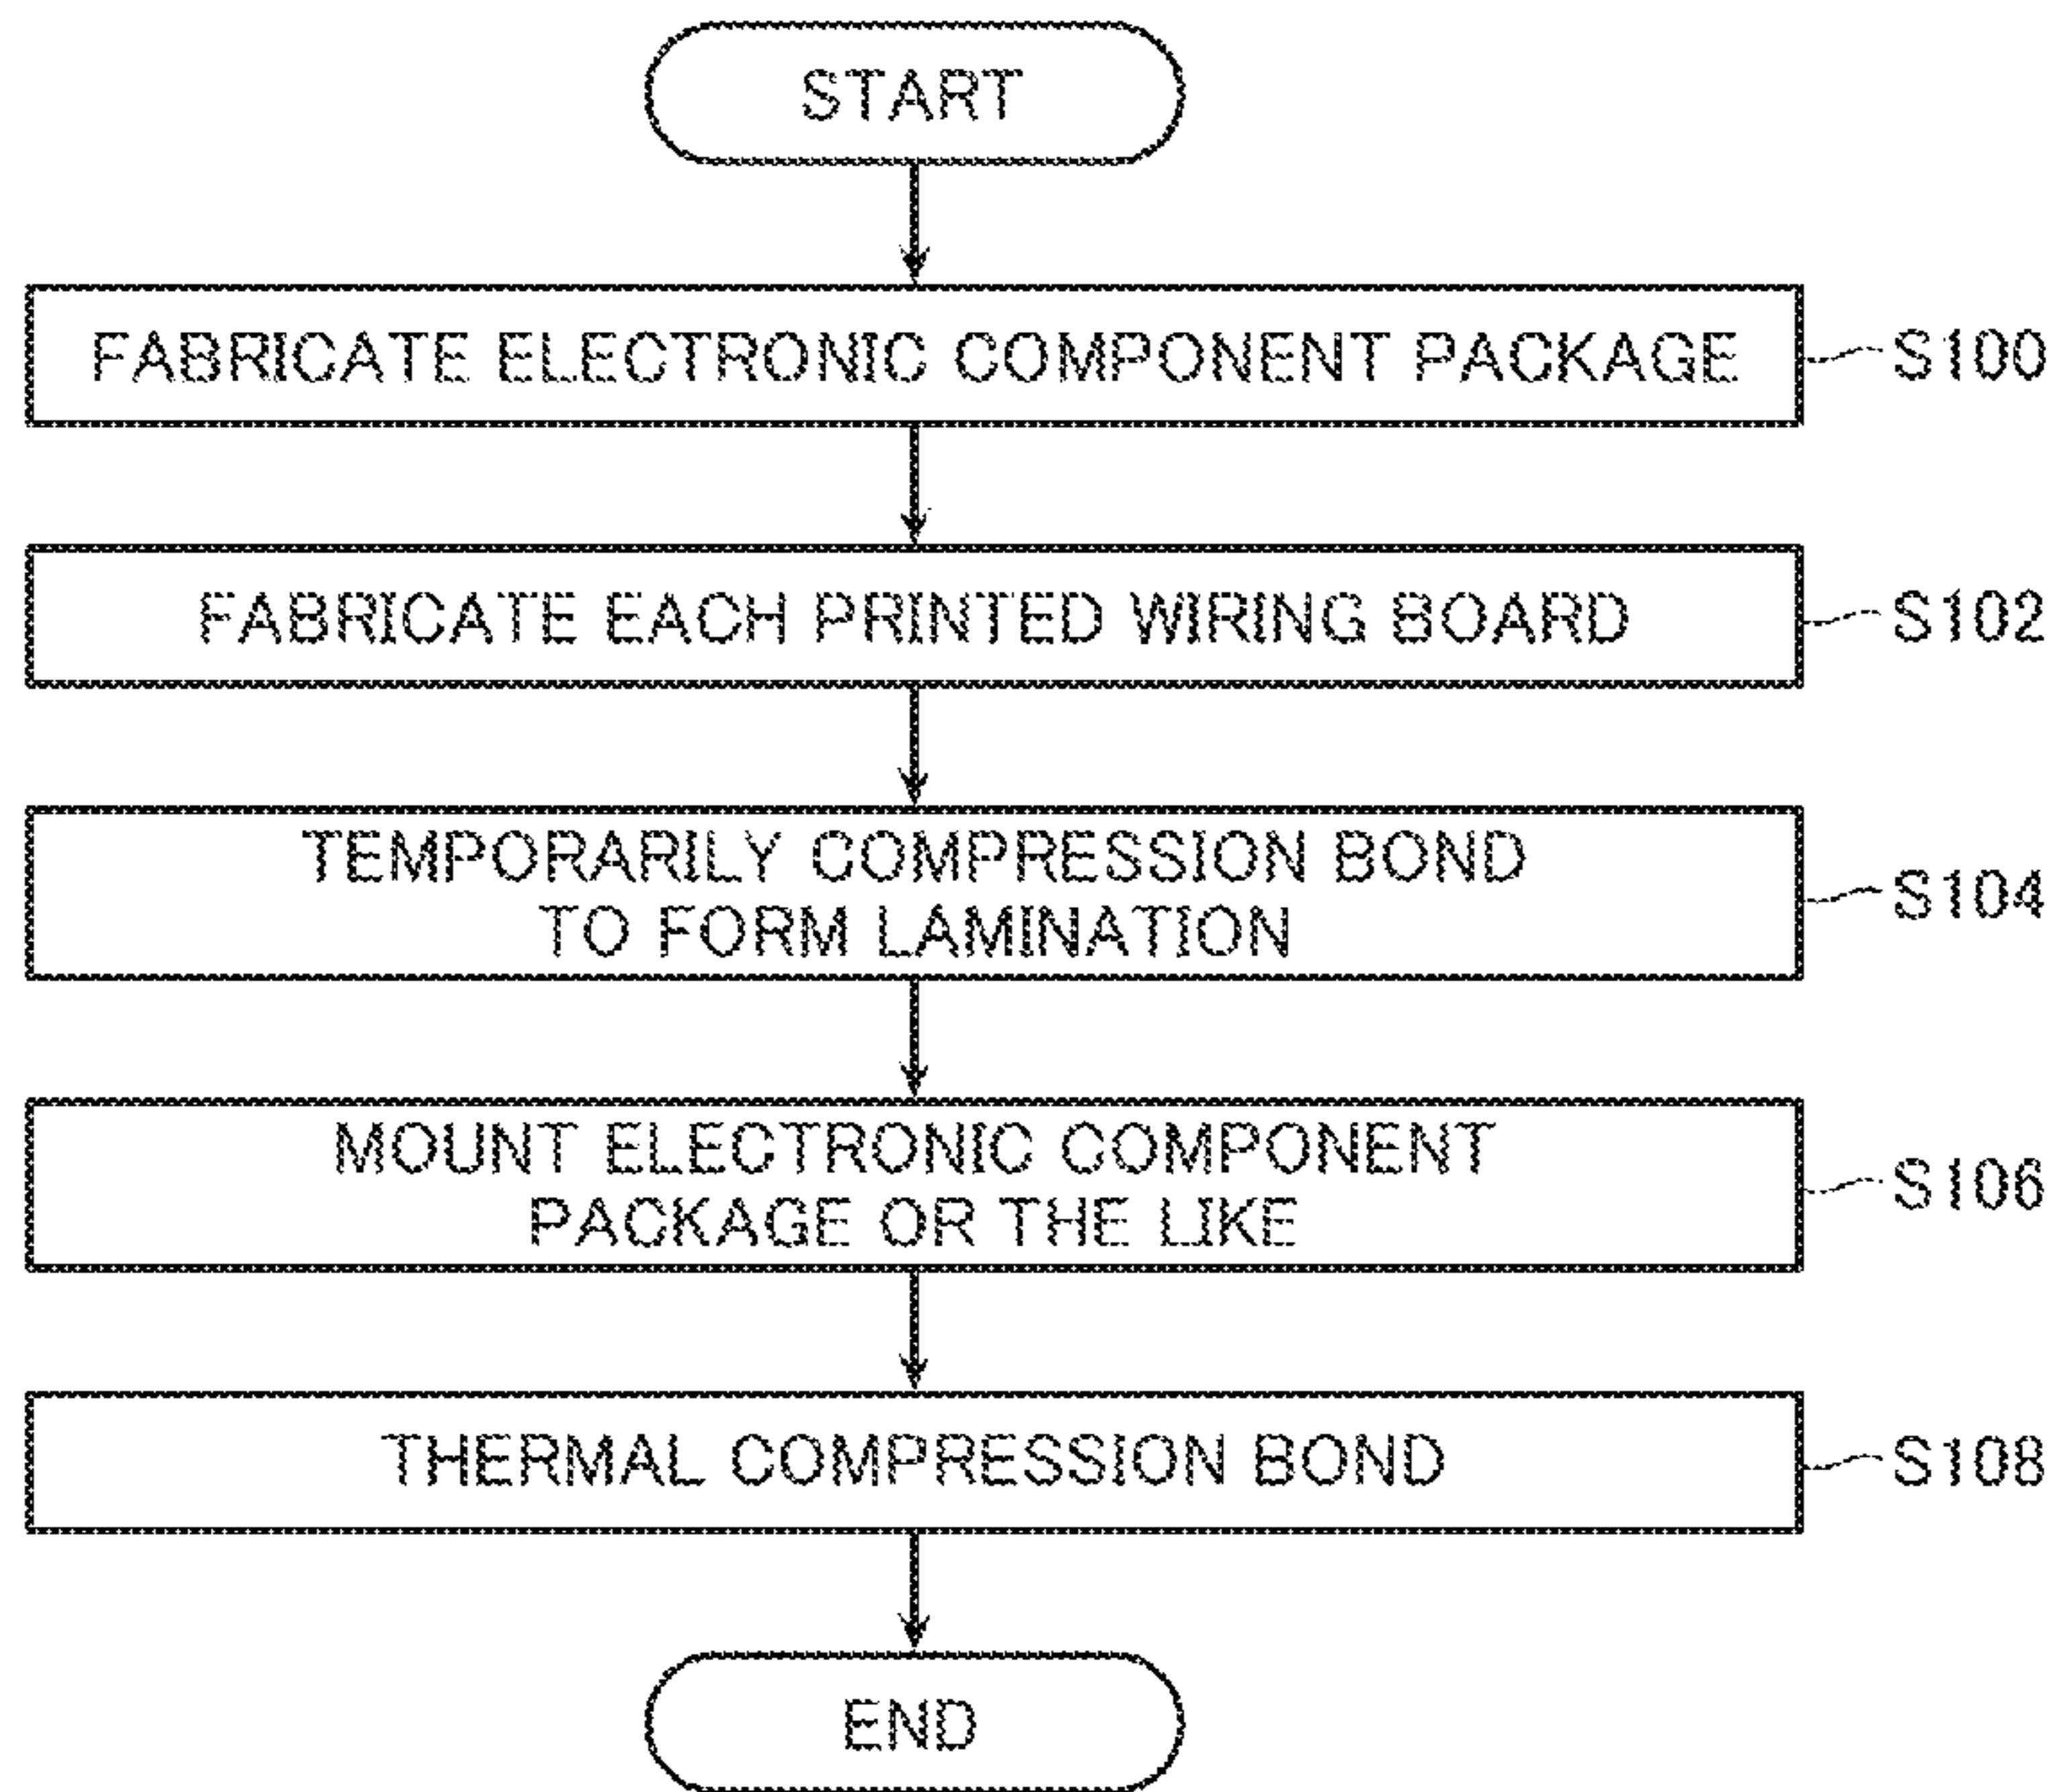 START
FABRICATE ELECTRONIC COMPONENT PACKAGE
S100
FABRICATE EACH PRINTED WIRING BOARD
S102
TEMPORARILY COMPRESSION BOND
TO FORM LAMINATION
S104
MOUNT ELECTRONIC COMPONENT
PACKAGE OR THE LIKE
S106
THERMAL COMPRESSION BOND
S108
END